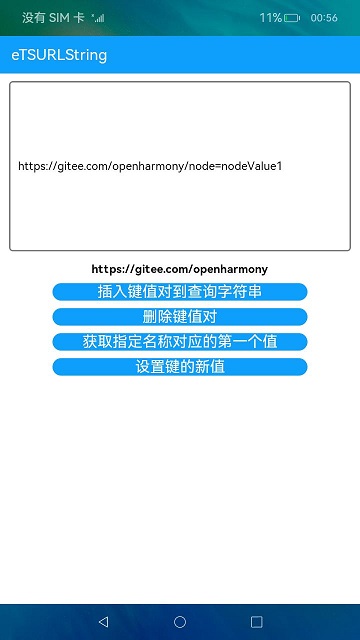 没有 SIM 卡 11% 00:56
eTSURLString
https://gitee.com/openharmony/node=nodeValue1
https://gitee.com/openharmony
插入键值对到查询字符串
删除键值对
获取指定名称对应的第一个值
设置键的新值